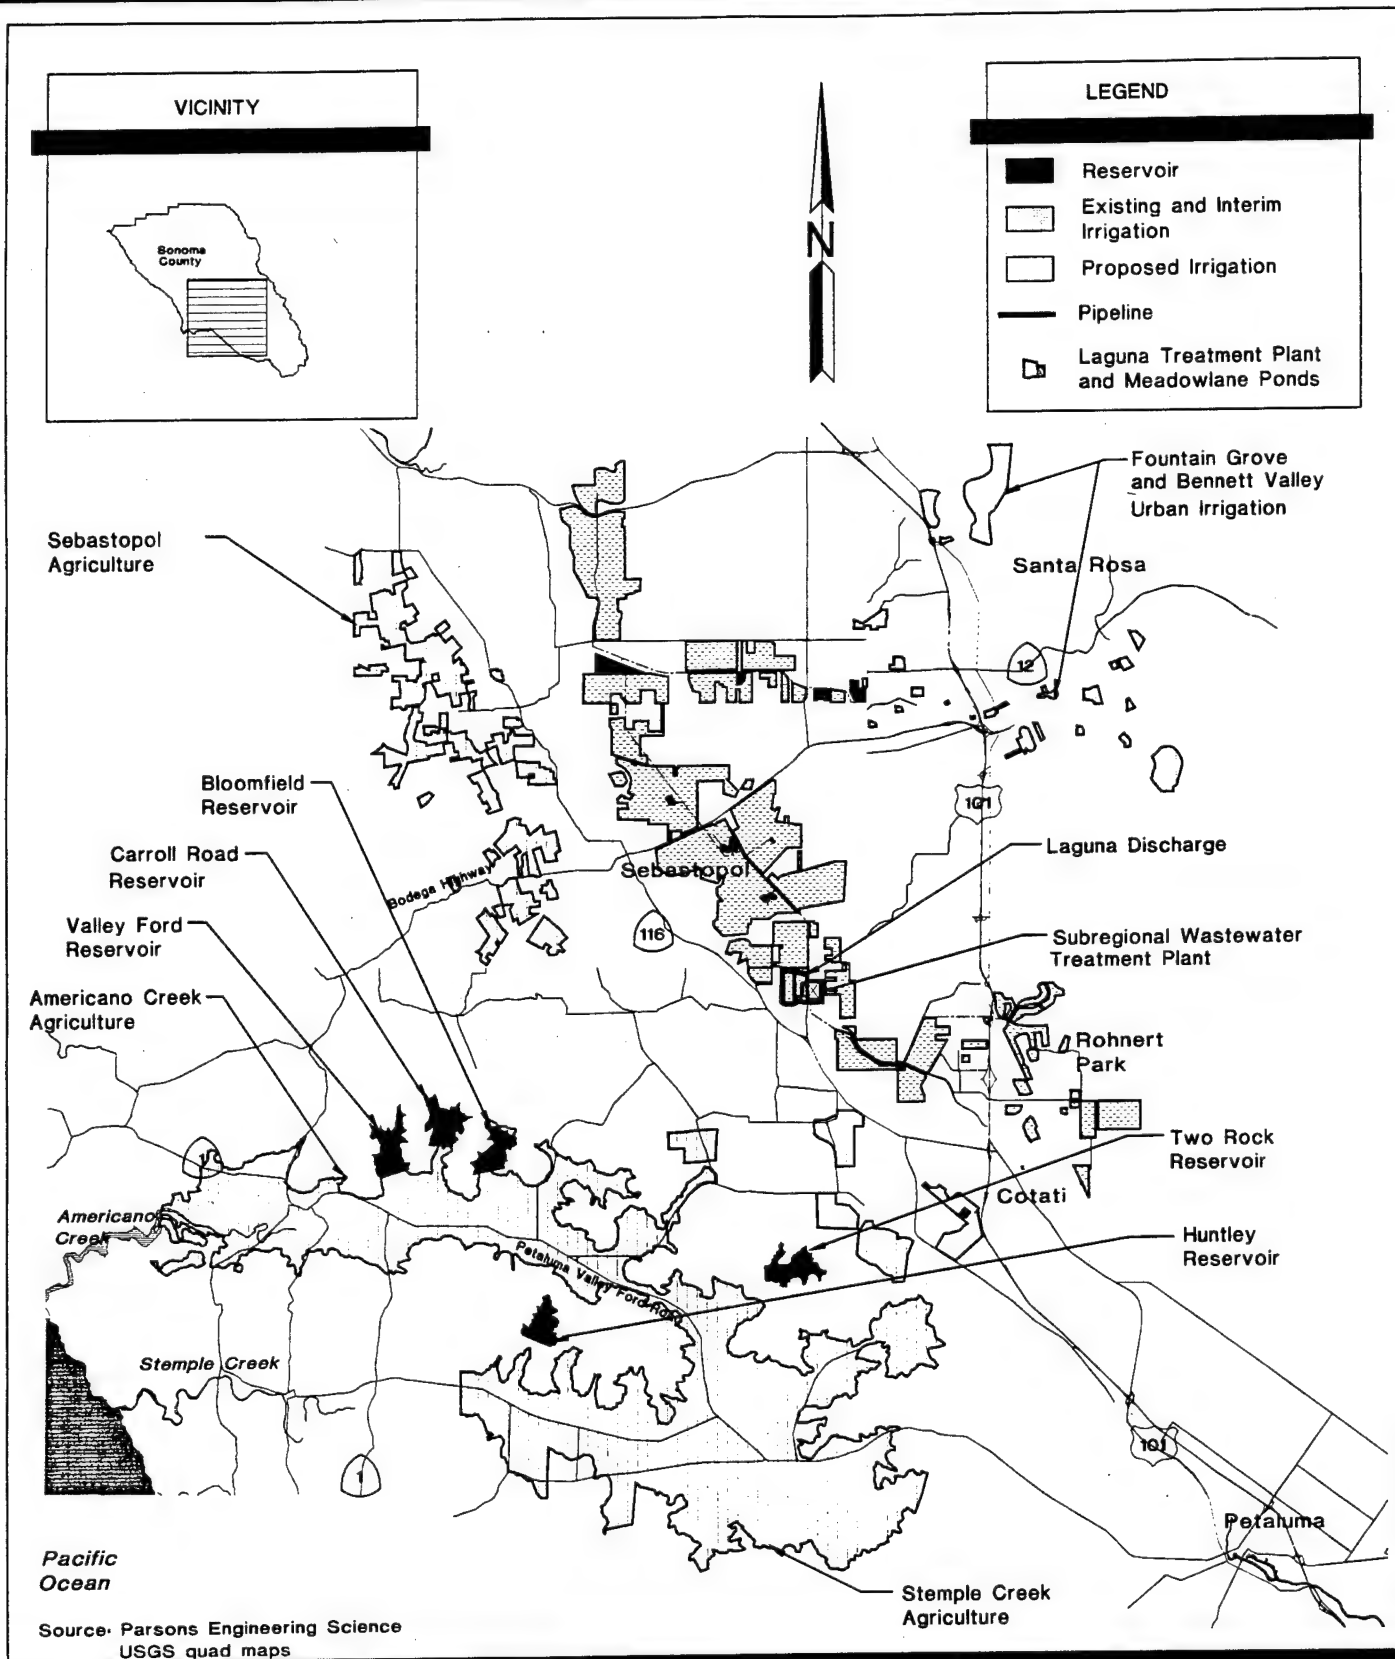 VICINITY
Sonoma
County
N
LEGEND
Reservoir
Existing and Interim
Irrigation
Proposed Irrigation
Pipeline
Laguna Treatment Plant
and Meadowlane Ponds
Fountain Grove
and Bennett Valley
Urban Irrigation
Sebastopol
Agriculture
Santa Rosa
12
Bloomfield
Reservoir
101
Carroll Road
Reservoir
Laguna Discharge
Sebastopol
Bodega Highway
Valley Ford
Reservoir
116
Subregional Wastewater
Treatment Plant
Americano Creek
Agriculture
Rohnert
Park
Two Rock
Reservoir
1
Cotati
Americano
Creek
Huntley
Reservoir
Petaluma Valley Ford Road
Stemple Creek
101
1
Petaluma
Pacific
Ocean
Stemple Creek
Agriculture
Source: Parsons Engineering Science
USGS quad maps